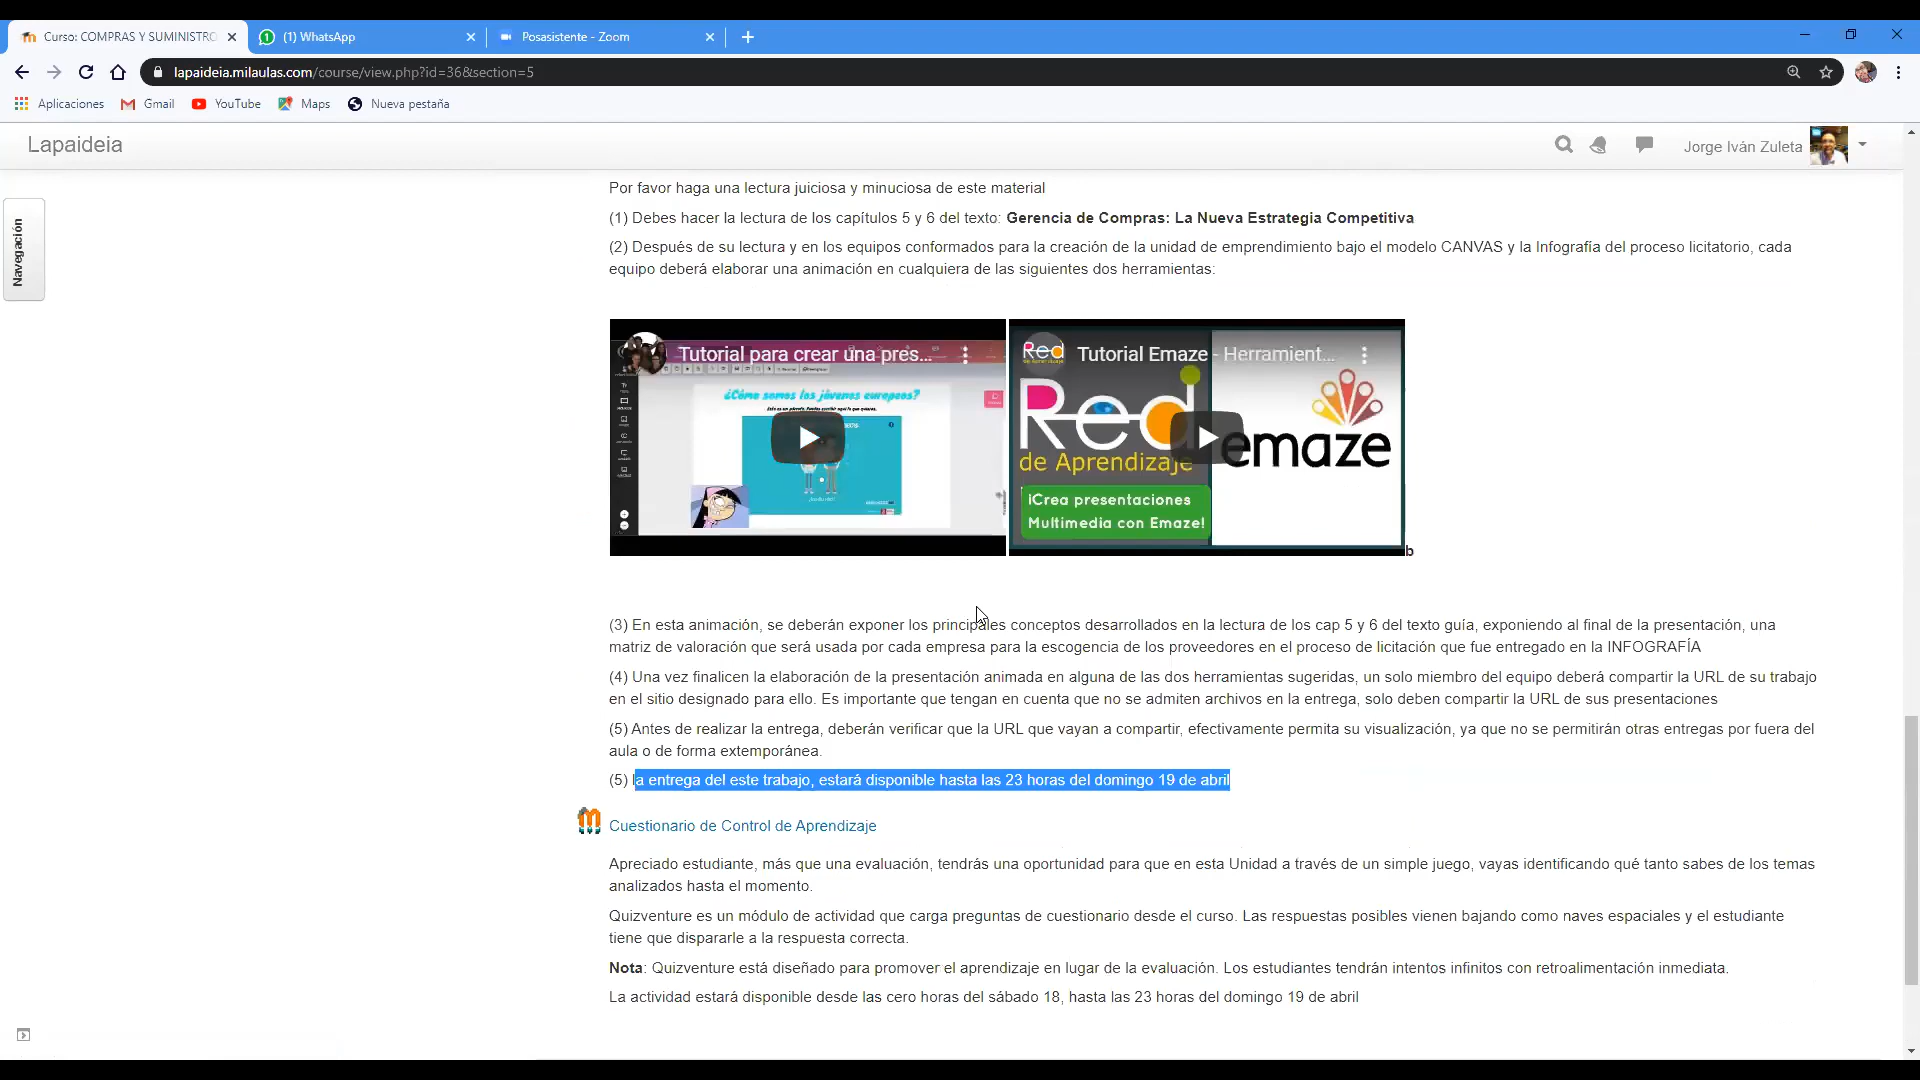 Curso: COMPRAS Y SUMINISTRO
(1) WhatsApp
Posasistente - Zoom
lapaideia.milaulas.com/course/view.php?id=36&section=5
Aplicaciones
Gmail
YouTube
Maps
Nueva pestaña
Lapaideia
Jorge Iván Zuleta
Navegación
Por favor haga una lectura juiciosa y minuciosa de este material
(1) Debes hacer la lectura de los capítulos 5 y 6 del texto: Gerencia de Compras: La Nueva Estrategia Competitiva
(2) Después de su lectura y en los equipos conformados para la creación de la unidad de emprendimiento bajo el modelo CANVAS y la Infografía del proceso licitatorio, cada
equipo deberá elaborar una animación en cualquiera de las siguientes dos herramientas:
Tutorial para crear una pres...
¿Cómo somos los jóvenes europeos?
Tutorial Emaze - Herramient...
Red
Red
de Aprendizaje
emaze
¡Crea presentaciones
Multimedia con Emaze!
b
(3) En esta animación, se deberán exponer los principales conceptos desarrollados en la lectura de los cap 5 y 6 del texto guía, exponiendo al final de la presentación, una
matriz de valoración que será usada por cada empresa para la escogencia de los proveedores en el proceso de licitación que fue entregado en la INFOGRAFÍA
(4) Una vez finalicen la elaboración de la presentación animada en alguna de las dos herramientas sugeridas, un solo miembro del equipo deberá compartir la URL de su trabajo
en el sitio designado para ello. Es importante que tengan en cuenta que no se admiten archivos en la entrega, solo deben compartir la URL de sus presentaciones
(5) Antes de realizar la entrega, deberán verificar que la URL que vayan a compartir, efectivamente permita su visualización, ya que no se permitirán otras entregas por fuera del
aula o de forma extemporánea.
(5) la entrega del este trabajo, estará disponible hasta las 23 horas del domingo 19 de abril
Cuestionario de Control de Aprendizaje
Apreciado estudiante, más que una evaluación, tendrás una oportunidad para que en esta Unidad a través de un simple juego, vayas identificando qué tanto sabes de los temas
analizados hasta el momento.
Quizventure es un módulo de actividad que carga preguntas de cuestionario desde el curso. Las respuestas posibles vienen bajando como naves espaciales y el estudiante
tiene que dispararle a la respuesta correcta.
Nota: Quizventure está diseñado para promover el aprendizaje en lugar de la evaluación. Los estudiantes tendrán intentos infinitos con retroalimentación inmediata.
La actividad estará disponible desde las cero horas del sábado 18, hasta las 23 horas del domingo 19 de abril